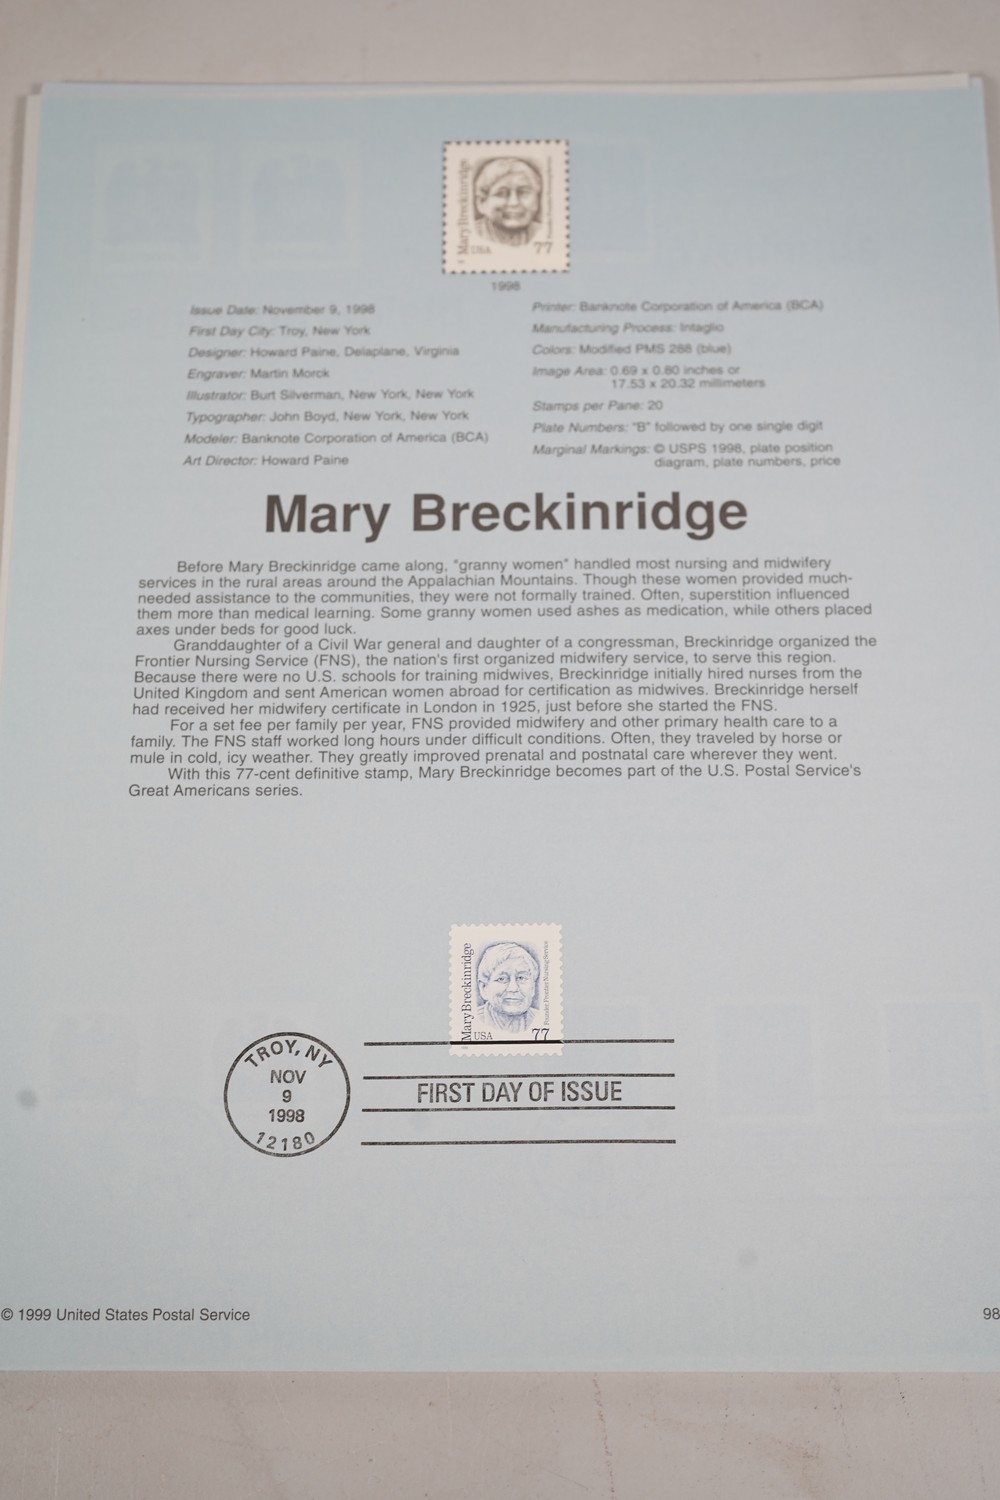 Mary Breckinridge
USA
77
1998
Issue Date: November 9, 1998
First Day City: Troy, New York
Designer: Howard Paine, Delaplane, Virginia
Engraver: Martin Morck
Illustrator: Burt Silverman, New York, New York
Typographer: John Boyd, New York, New York
Modeler: Banknote Corporation of America (BCA)
Art Director: Howard Paine
Printer: Banknote Corporation of America (BCA)
Manufacturing Process: Intaglio
Colors: Modified PMS 288 (blue)
Image Area: 0.69 x 0.80 inches or
17.53 x 20.32 millimeters
Stamps per Pane: 20
Plate Numbers: "B" followed by one single digit
Marginal Markings: © USPS 1998, plate position
diagram, plate numbers, price
Mary Breckinridge
Before Mary Breckinridge came along, "granny women" handled most nursing and midwifery
services in the rural areas around the Appalachian Mountains. Though these women provided much-
needed assistance to the communities, they were not formally trained. Often, superstition influenced
them more than medical learning. Some granny women used ashes as medication, while others placed
axes under beds for good luck.
Granddaughter of a Civil War general and daughter of a congressman, Breckinridge organized the
Frontier Nursing Service (FNS), the nation's first organized midwifery service, to serve this region.
Because there were no U.S. schools for training midwives, Breckinridge initially hired nurses from the
United Kingdom and sent American women abroad for certification as midwives. Breckinridge herself
had received her midwifery certificate in London in 1925, just before she started the FNS.
For a set fee per family per year, FNS provided midwifery and other primary health care to a
family. The FNS staff worked long hours under difficult conditions. Often, they traveled by horse or
mule in cold, icy weather. They greatly improved prenatal and postnatal care wherever they went.
With this 77-cent definitive stamp, Mary Breckinridge becomes part of the U.S. Postal Service's
Great Americans series.
Mary Breckinridge
Founder, Frontier Nursing Service
USA
77
TROY, NY
NOV
9
1998
12180
FIRST DAY OF ISSUE
© 1999 United States Postal Service
98